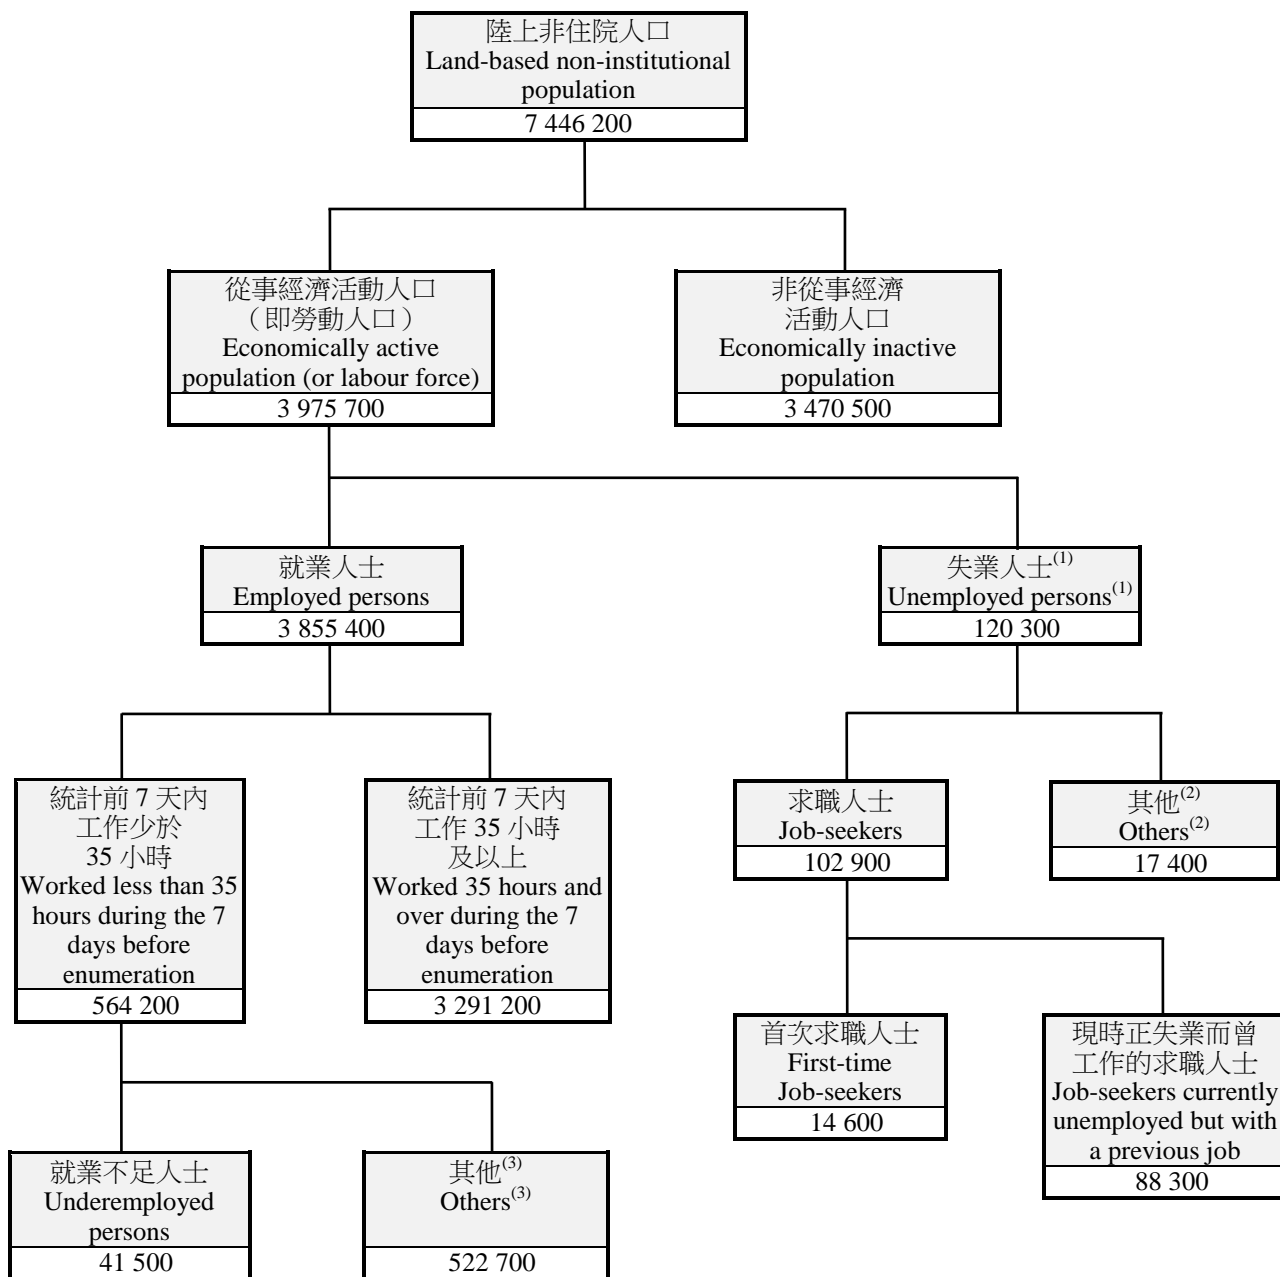 陸上非住院人口
Land-based non-institutional
population
7 446 200
從事經濟活動人口
（即勞動人口）
Economically active
population (or labour force)
3 975 700
非從事經濟
活動人口
Economically inactive
population
3 470 500
就業人士
Employed persons
3 855 400
失業人士(1)
Unemployed persons(1)
120 300
統計前 7 天內
工作少於
35 小時
Worked less than 35
hours during the 7
days before
enumeration
564 200
統計前 7 天內
工作 35 小時
及以上
Worked 35 hours and
over during the 7
days before
enumeration
3 291 200
求職人士
Job-seekers
102 900
其他(2)
Others(2)
17 400
首次求職人士
First-time
Job-seekers
14 600
現時正失業而曾
工作的求職人士
Job-seekers currently
unemployed but with
a previous job
88 300
就業不足人士
Underemployed
persons
41 500
其他(3)
Others(3)
522 700